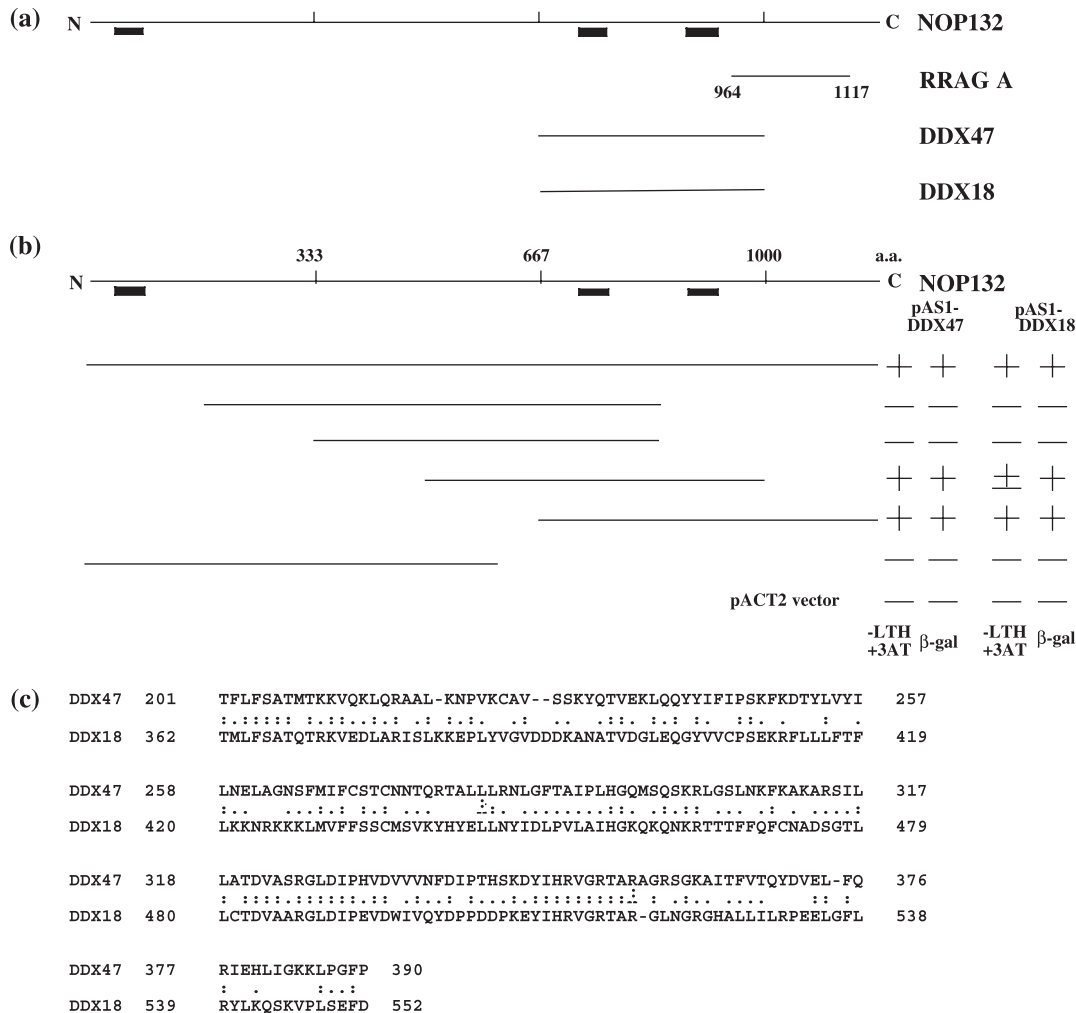 (a)
N C NOP132
RRAG A
964 1117
DDX47
DDX18
(b)
333 667 1000 a.a.
N C NOP132
pAS1-
DDX47
pAS1-
DDX18
+ + + +
— — — —
— — — —
+ + ± +
+ + + +
— — — —
pACT2 vector — — — —
-LTH
+3AT
β-gal
-LTH
+3AT
β-gal
(c)
DDX47 201 TFLFSATMTKKVQKLQRAAL-KNPVKCAV--SSKYQTVEKLQQYYIFIPSKFKDTYLVYI 257
DDX18 362 TMLFSATQTRKVEDLARISLKKEPLYVGVDDDKANATVDGLEQGYVVCPSEKRFLLLFTF 419
DDX47 258 LNELAGNSFMIFCSTCNNTQRTALLLRNLGFTAIPLHGQMSQSKRLGSLNKFKAKARSIL 317
DDX18 420 LKKNRKKKLMVFFSSCMSVKYHYELLNYIDLPVLAIHGKQKQNKRTTTFFQFCNADSGTL 479
DDX47 318 LATDVASRGLDIPHVDVVVNFDIPTHSKDYIHRVGRTARAGRSGKAITFVTQYDVEL-FQ 376
DDX18 480 LCTDVAARGLDIPEVDWIVQYDPPDDPKEYIHRVGRTAR-GLNGRGHALLILRPEELGFL 538
DDX47 377 RIEHLIGKKLPGFP 390
DDX18 539 RYLKQSKVPLSEFD 552